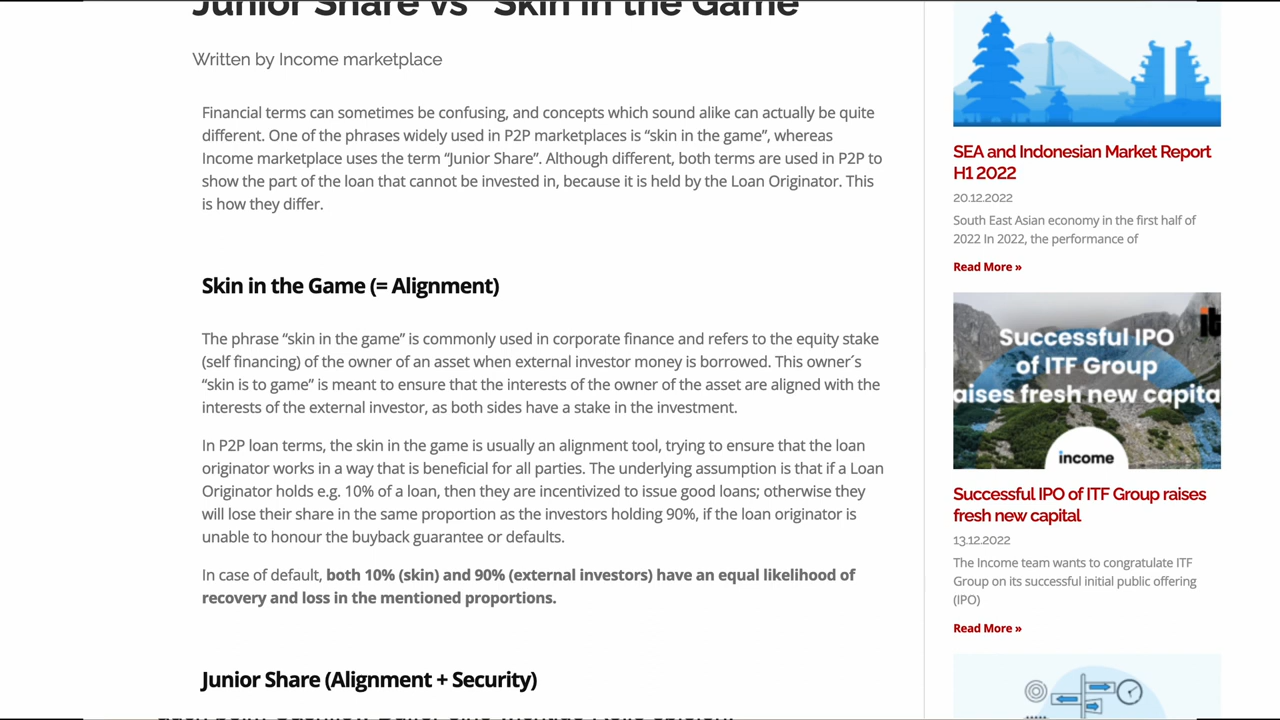 Junior Share vs "Skin in the Game
Written by Income marketplace
Financial terms can sometimes be confusing, and concepts which sound alike can actually be quite
different. One of the phrases widely used in P2P marketplaces is “skin in the game”, whereas
Income marketplace uses the term “Junior Share”. Although different, both terms are used in P2P to
show the part of the loan that cannot be invested in, because it is held by the Loan Originator. This
is how they differ.
Skin in the Game (= Alignment)
The phrase “skin in the game” is commonly used in corporate finance and refers to the equity stake
(self financing) of the owner of an asset when external investor money is borrowed. This owner´s
“skin is to game” is meant to ensure that the interests of the owner of the asset are aligned with the
interests of the external investor, as both sides have a stake in the investment.
In P2P loan terms, the skin in the game is usually an alignment tool, trying to ensure that the loan
originator works in a way that is beneficial for all parties. The underlying assumption is that if a Loan
Originator holds e.g. 10% of a loan, then they are incentivized to issue good loans; otherwise they
will lose their share in the same proportion as the investors holding 90%, if the loan originator is
unable to honour the buyback guarantee or defaults.
In case of default, both 10% (skin) and 90% (external investors) have an equal likelihood of
recovery and loss in the mentioned proportions.
Junior Share (Alignment + Security)
SEA and Indonesian Market Report
H1 2022
20.12.2022
South East Asian economy in the first half of
2022 In 2022, the performance of
Read More »
it
Successful IPO
of ITF Group
aises fresh new capita
income
Successful IPO of ITF Group raises
fresh new capital
13.12.2022
The Income team wants to congratulate ITF
Group on its successful initial public offering
(IPO)
Read More »